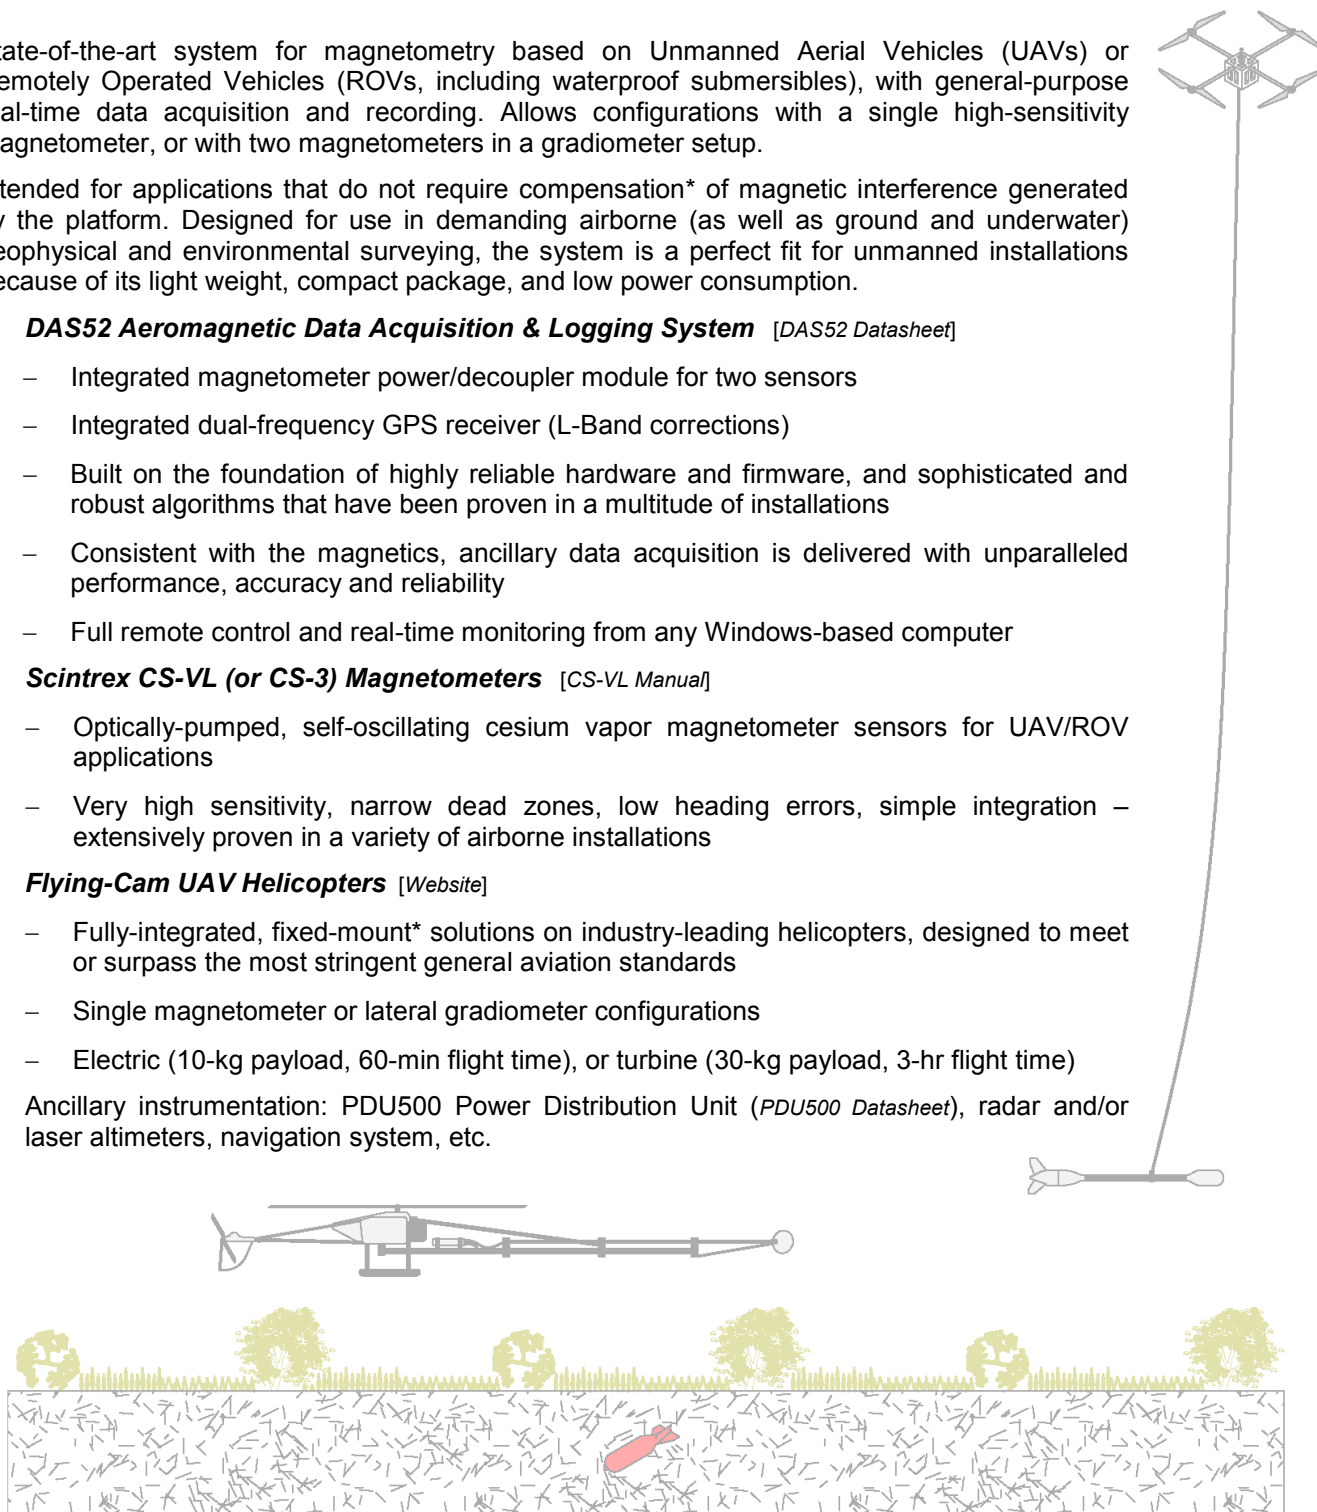 tate-of-the-art system for magnetometry based on Unmanned Aerial Vehicles (UAVs) or
emotely Operated Vehicles (ROVs, including waterproof submersibles), with general-purpose
al-time data acquisition and recording. Allows configurations with a single high-sensitivity
agnetometer, or with two magnetometers in a gradiometer setup.
tended for applications that do not require compensation* of magnetic interference generated
y the platform. Designed for use in demanding airborne (as well as ground and underwater)
eophysical and environmental surveying, the system is a perfect fit for unmanned installations
ecause of its light weight, compact package, and low power consumption.
DAS52 Aeromagnetic Data Acquisition & Logging System [DAS52 Datasheet]
– Integrated magnetometer power/decoupler module for two sensors
– Integrated dual-frequency GPS receiver (L-Band corrections)
– Built on the foundation of highly reliable hardware and firmware, and sophisticated and
robust algorithms that have been proven in a multitude of installations
– Consistent with the magnetics, ancillary data acquisition is delivered with unparalleled
performance, accuracy and reliability
– Full remote control and real-time monitoring from any Windows-based computer
Scintrex CS-VL (or CS-3) Magnetometers [CS-VL Manual]
– Optically-pumped, self-oscillating cesium vapor magnetometer sensors for UAV/ROV
applications
– Very high sensitivity, narrow dead zones, low heading errors, simple integration –
extensively proven in a variety of airborne installations
Flying-Cam UAV Helicopters [Website]
– Fully-integrated, fixed-mount* solutions on industry-leading helicopters, designed to meet
or surpass the most stringent general aviation standards
– Single magnetometer or lateral gradiometer configurations
– Electric (10-kg payload, 60-min flight time), or turbine (30-kg payload, 3-hr flight time)
Ancillary instrumentation: PDU500 Power Distribution Unit (PDU500 Datasheet), radar and/or
laser altimeters, navigation system, etc.